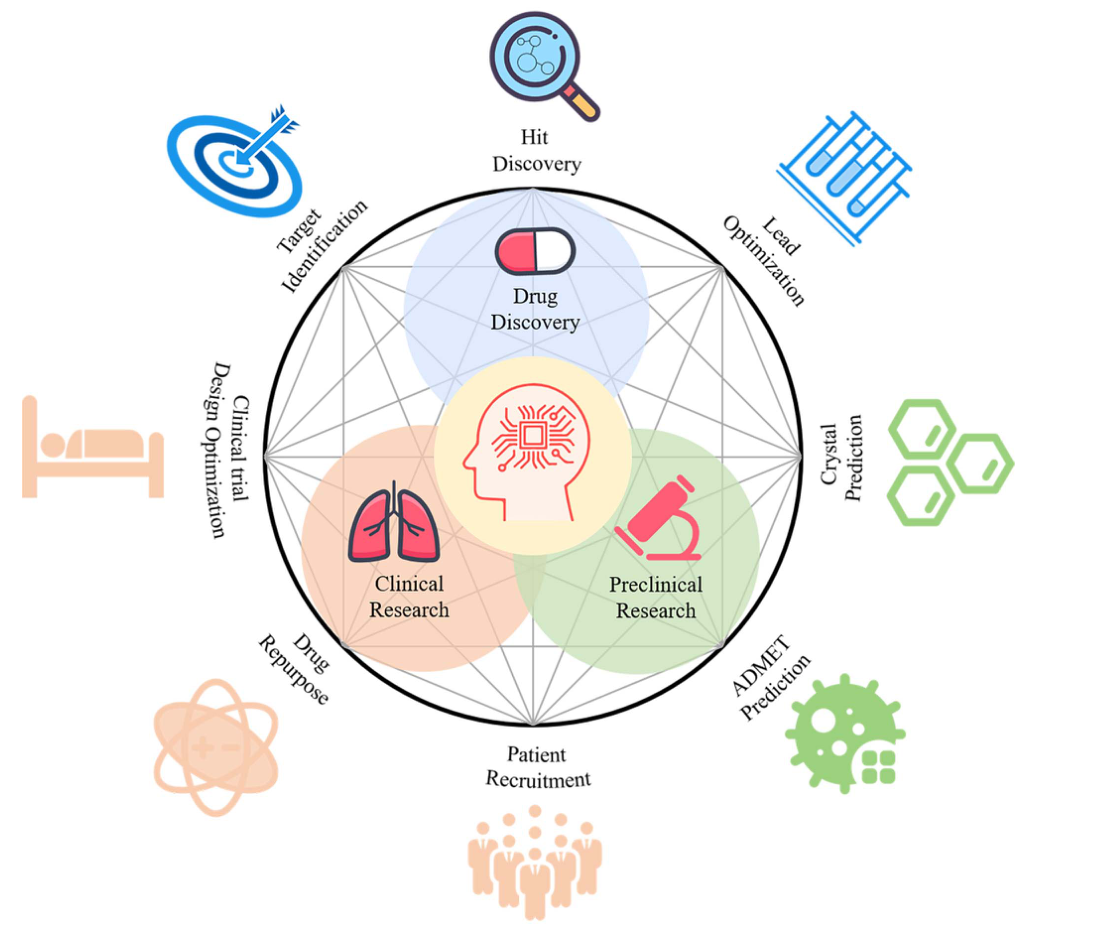 Hit
Discovery
Target
Identification
Lead
Optimization
Drug
Discovery
Clinical trial
Design Optimization
Crystal
Prediction
Clinical
Research
Preclinical
Research
Drug
Repurpose
ADMET
Prediction
Patient
Recruitment